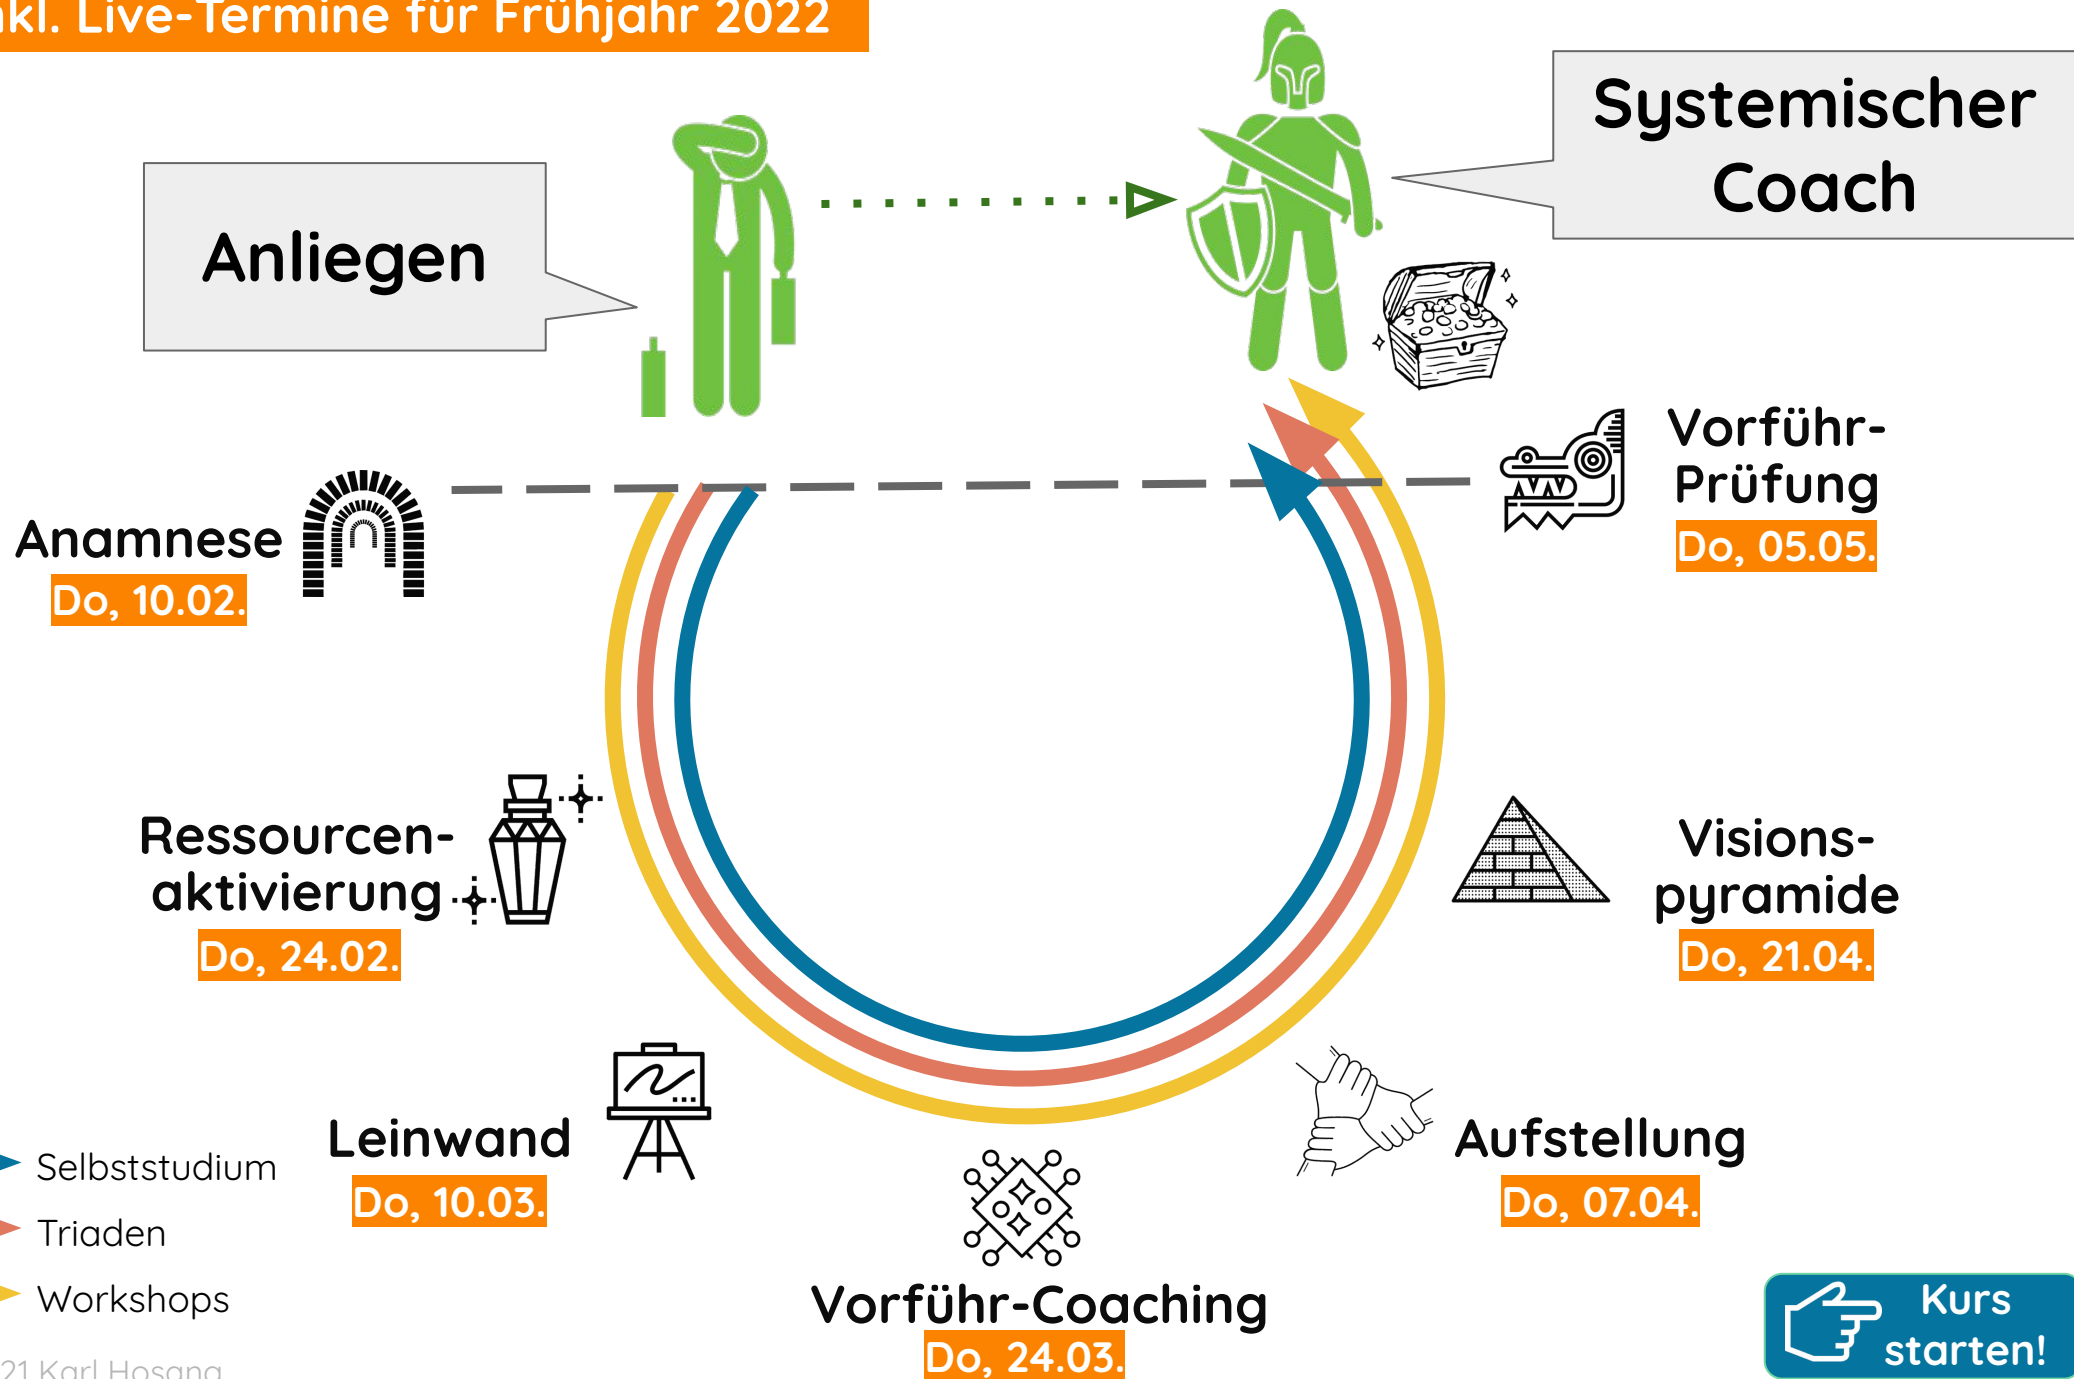 nkl. Live-Termine für Frühjahr 2022
Systemischer
Coach
Anliegen
Vorführ-
Prüfung
Do, 05.05.
Anamnese
Do, 10.02.
Ressourcen-
aktivierung
Do, 24.02.
Visions-
pyramide
Do, 21.04.
Leinwand
Do, 10.03.
Aufstellung
Do, 07.04.
Vorführ-Coaching
Do, 24.03.
Selbststudium
Triaden
Workshops
Kurs
starten!
21 Karl Hosang